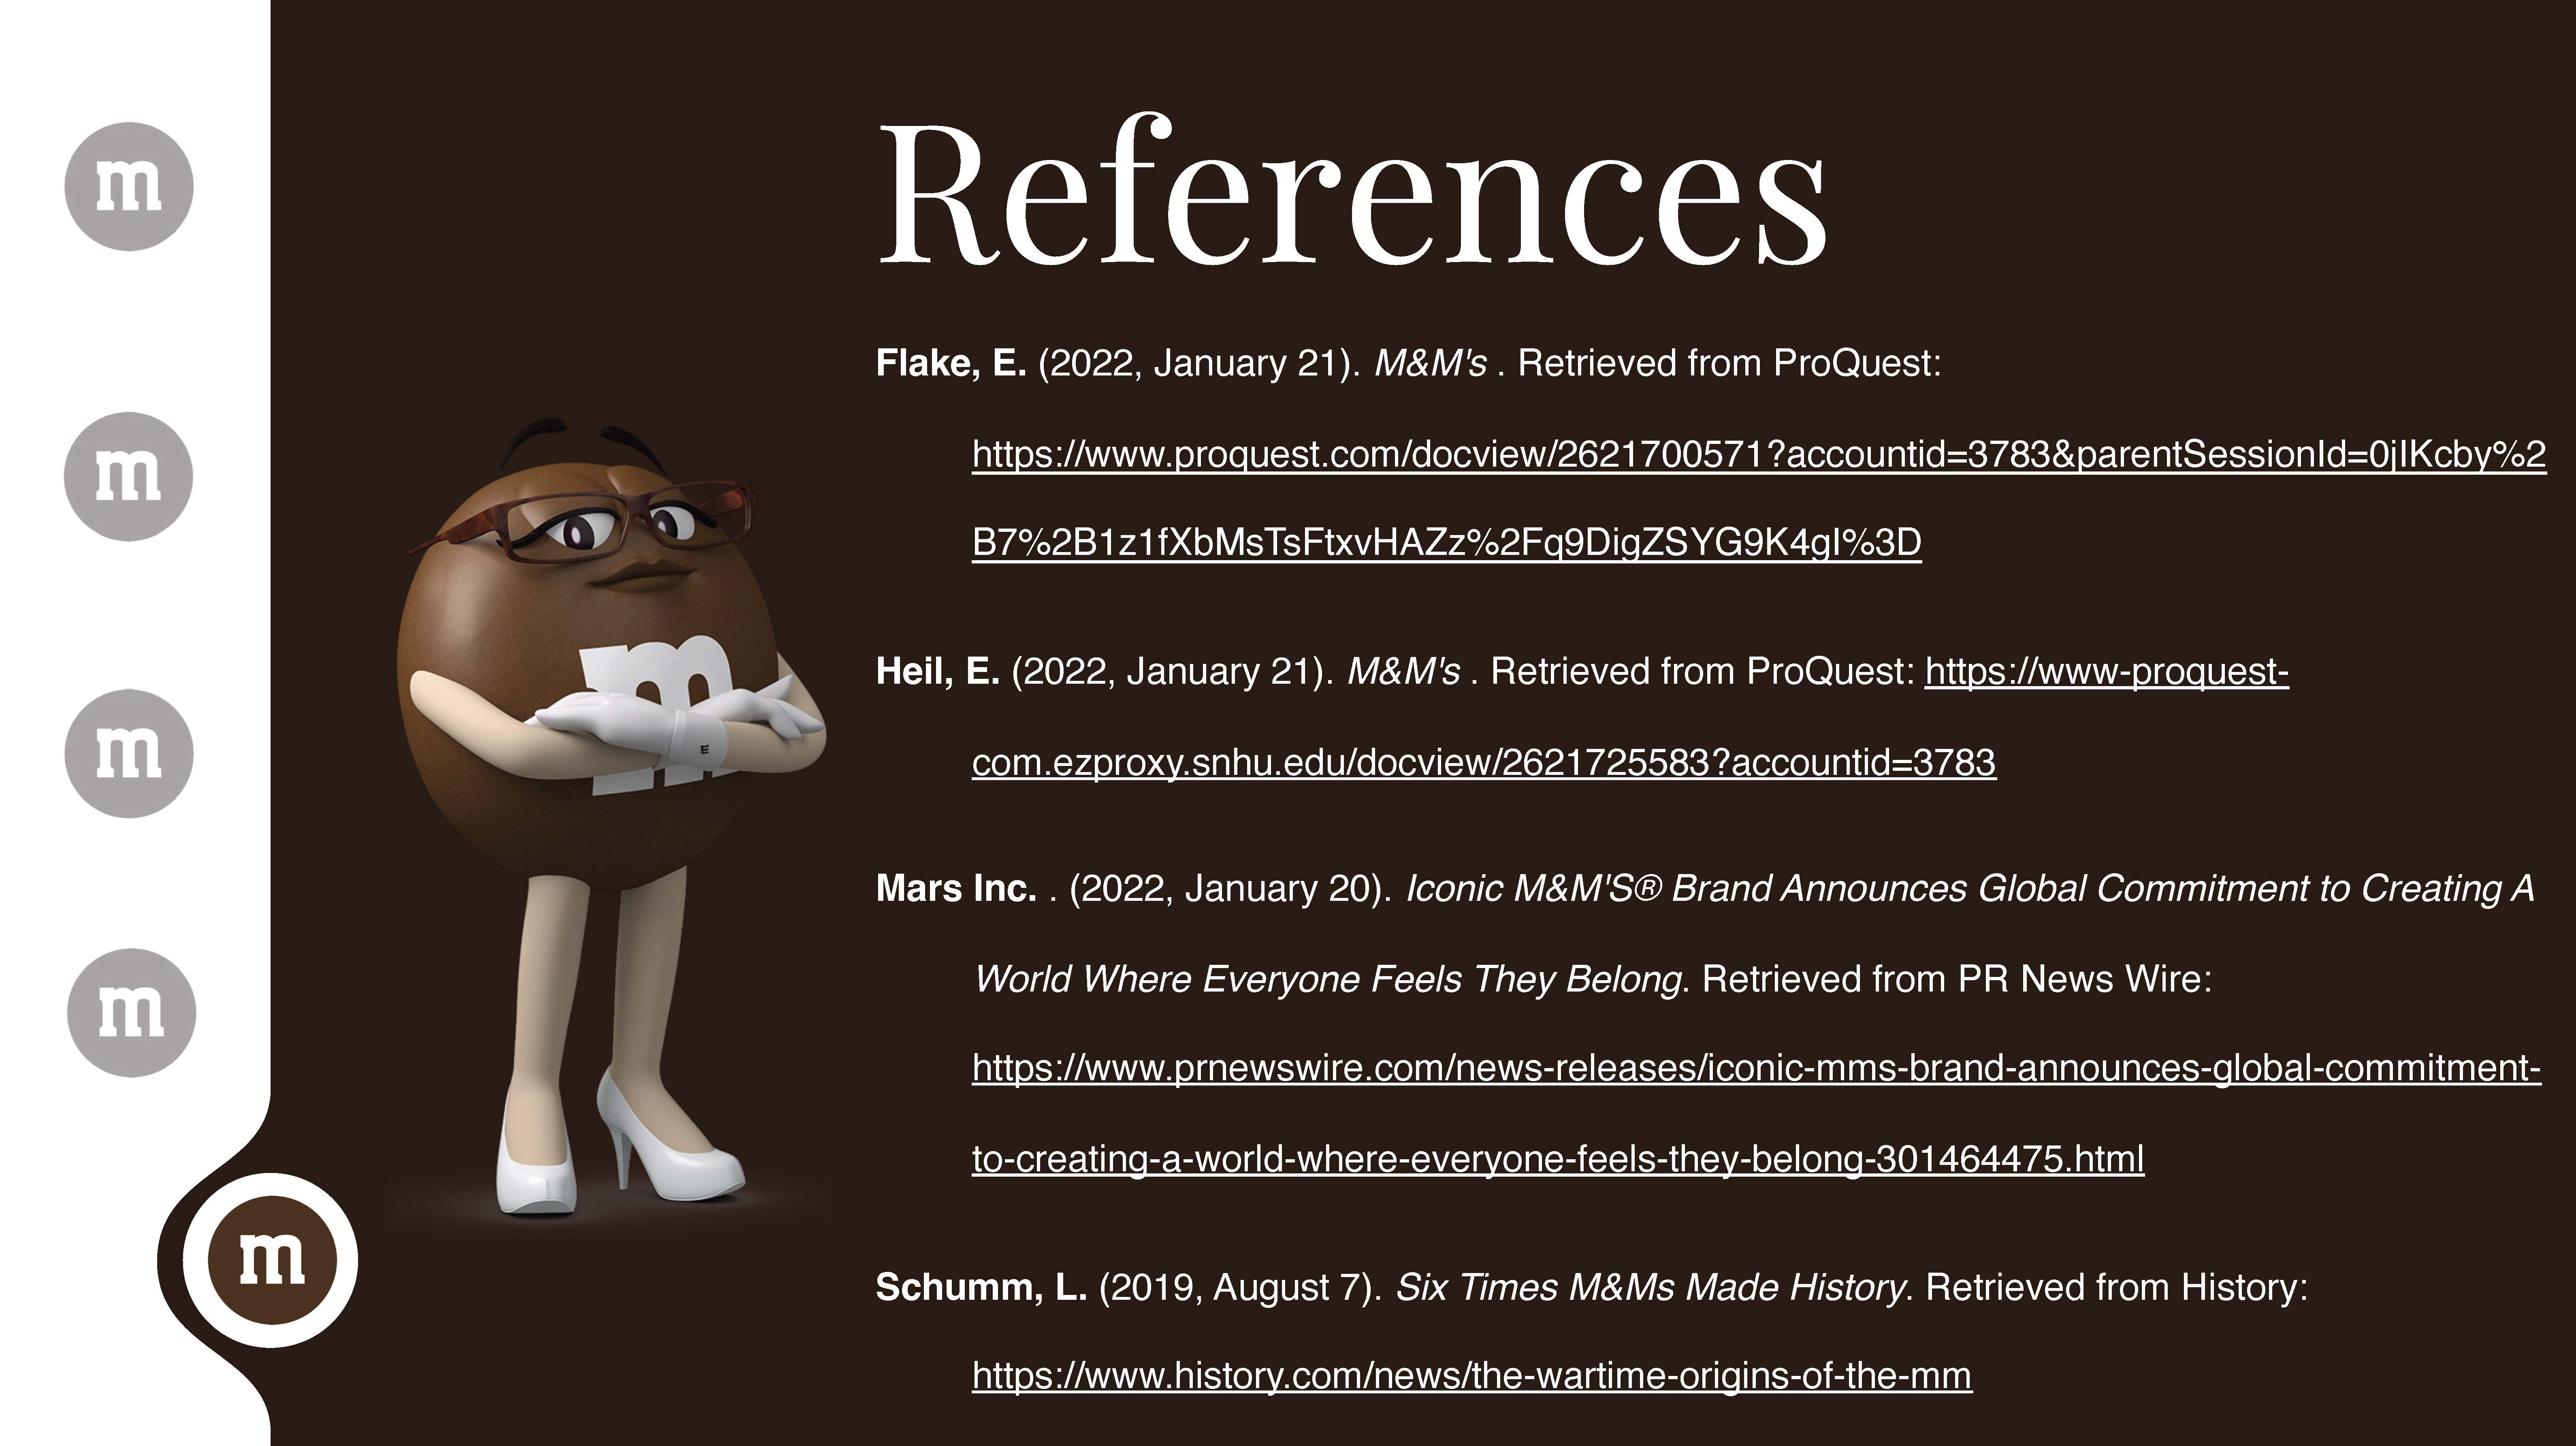 m
m
m
m
m
m
m
References
Flake, E. (2022, January 21). M&M's . Retrieved from ProQuest:
https://www.proquest.com/docview/2621700571?accountid=3783&parentSessionId=0jIKcby%2
B7%2B1z1fXbMsTsFtxvHAZz%2Fq9DigZSYG9K4gI%3D
Heil, E. (2022, January 21). M&M's . Retrieved from ProQuest: https://www-proquest-
com.ezproxy.snhu.edu/docview/2621725583?accountid=3783
Mars Inc. . (2022, January 20). Iconic M&M'S® Brand Announces Global Commitment to Creating A
World Where Everyone Feels They Belong. Retrieved from PR News Wire:
https://www.prnewswire.com/news-releases/iconic-mms-brand-announces-global-commitment-
to-creating-a-world-where-everyone-feels-they-belong-301464475.html
Schumm, L. (2019, August 7). Six Times M&Ms Made History. Retrieved from History:
https://www.history.com/news/the-wartime-origins-of-the-mm